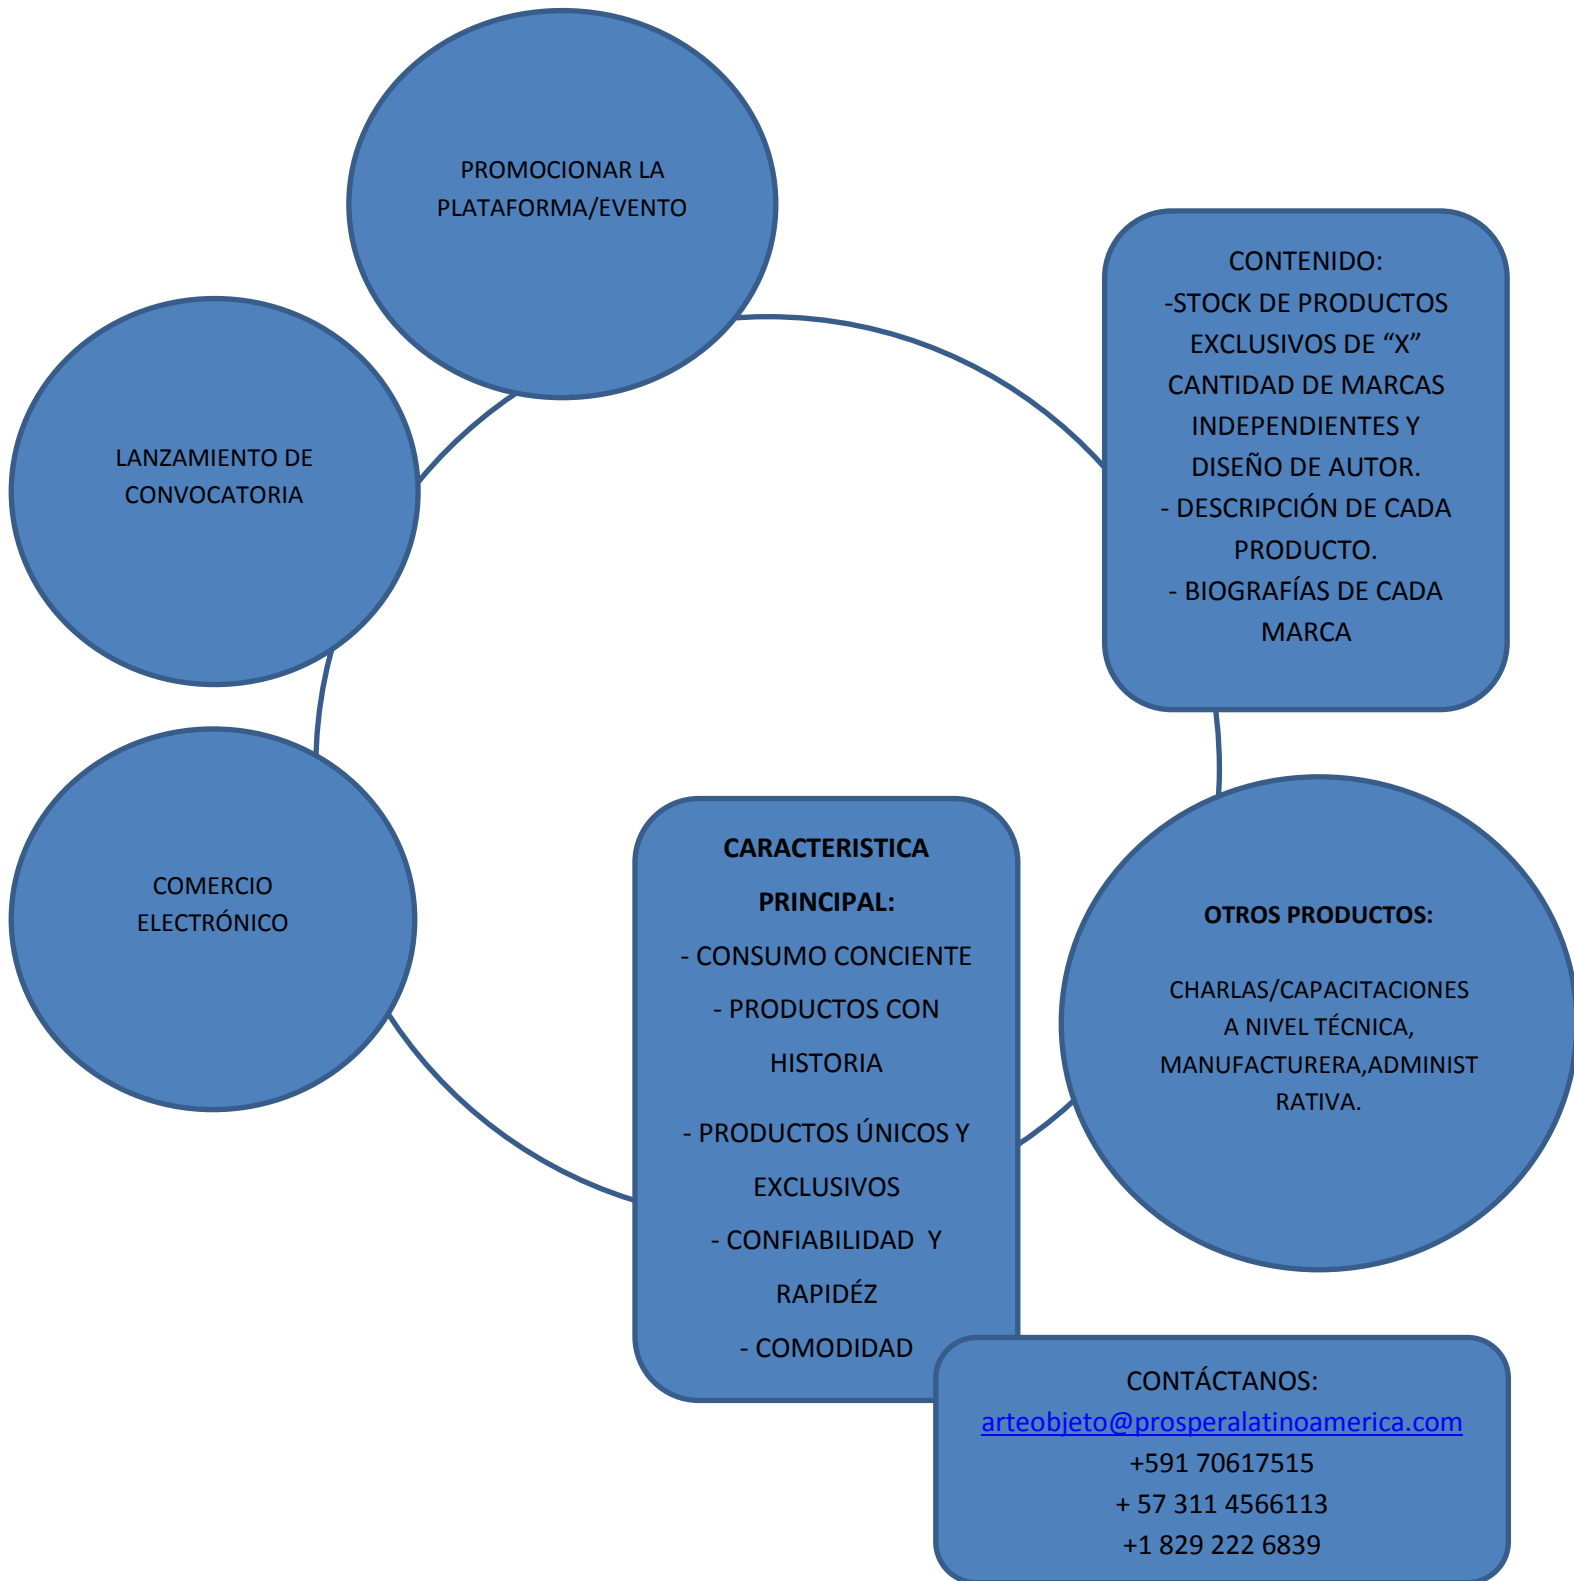 PROMOCIONAR LA
PLATAFORMA/EVENTO
CONTENIDO:
-STOCK DE PRODUCTOS
EXCLUSIVOS DE “X”
CANTIDAD DE MARCAS
INDEPENDIENTES Y
DISEÑO DE AUTOR.
- DESCRIPCIÓN DE CADA
PRODUCTO.
- BIOGRAFÍAS DE CADA
MARCA
LANZAMIENTO DE
CONVOCATORIA
COMERCIO
ELECTRÓNICO
CARACTERISTICA
PRINCIPAL:
- CONSUMO CONCIENTE
- PRODUCTOS CON
HISTORIA
- PRODUCTOS ÚNICOS Y
EXCLUSIVOS
- CONFIABILIDAD  Y
RAPIDÉZ
- COMODIDAD
OTROS PRODUCTOS:
CHARLAS/CAPACITACIONES
A NIVEL TÉCNICA,
MANUFACTURERA,ADMINIST
RATIVA.
CONTÁCTANOS:
arteobjeto@prosperalatinoamerica.com
+591 70617515
+ 57 311 4566113
+1 829 222 6839